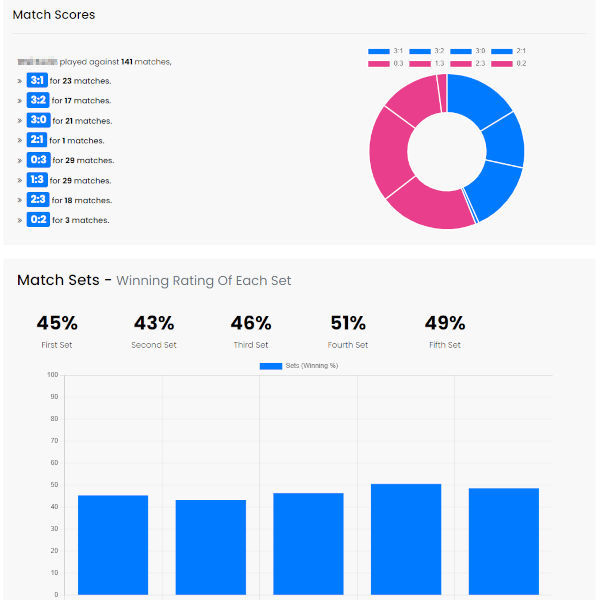 Match Scores
played against 141 matches,
» 3:1 for 23 matches.
» 3:2 for 17 matches.
» 3:0 for 21 matches.
» 2:1 for 1 matches.
» 0:3 for 29 matches.
» 1:3 for 29 matches.
» 2:3 for 18 matches.
» 0:2 for 3 matches.
3:1 3:2 3:0 2:1
0:3 1:3 2:3 0:2
Match Sets - Winning Rating Of Each Set
45% 43% 46% 51% 49%
First Set Second Set Third Set Fourth Set Fifth Set
Sets (Winning %)
100
90
80
70
60
50
40
30
20
10
0